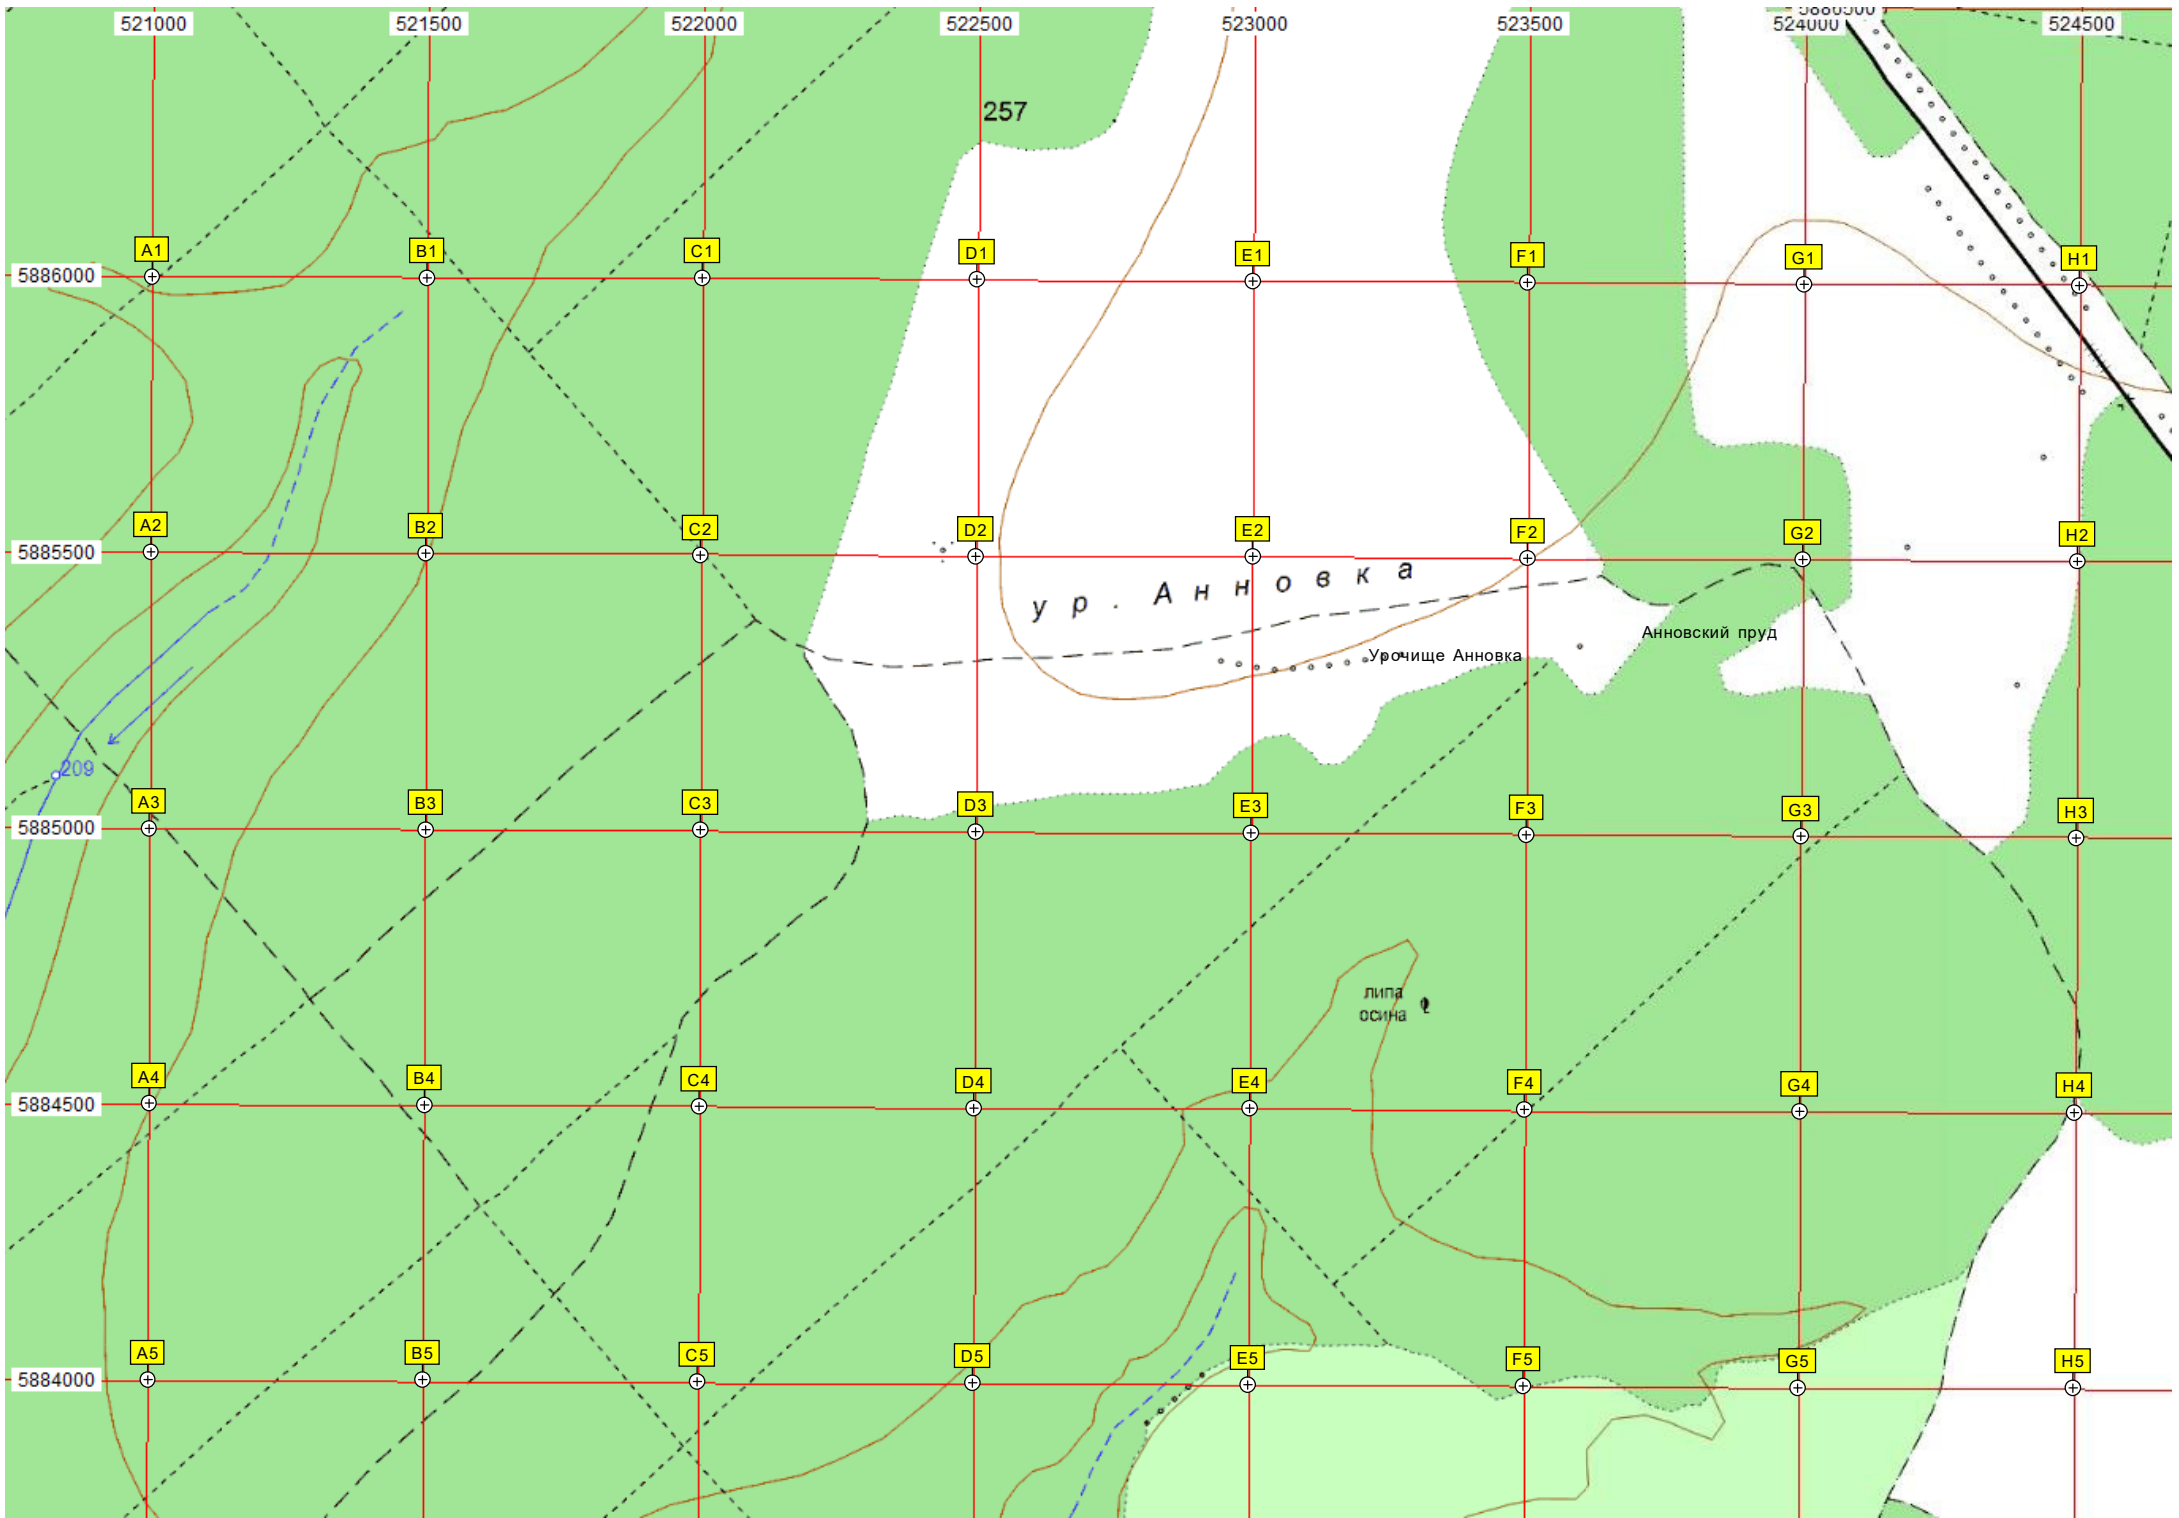 5886500
521000 521500 522000 522500 523000 523500 524000 524500
257
A1 B1 C1 D1 E1 F1 G1 H1
5886000
A2 B2 C2 D2 E2 F2 G2 H2
5885500
ур. Анновка
Анновский пруд
Урочище Анновка
209
A3 B3 C3 D3 E3 F3 G3 H3
5885000
липа
осина
A4 B4 C4 D4 E4 F4 G4 H4
5884500
A5 B5 C5 D5 E5 F5 G5 H5
5884000